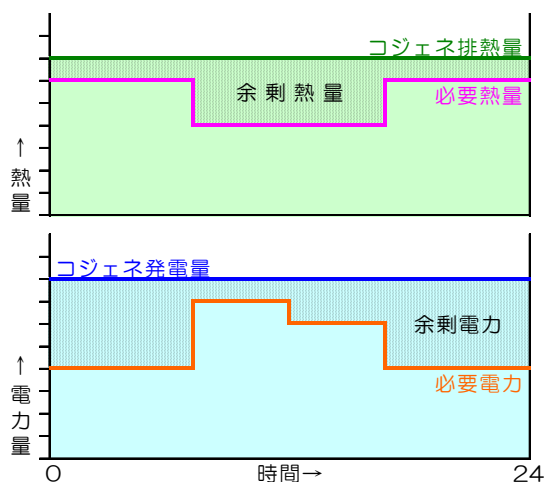 コジェネ排熱量
余剰熱量
必要熱量
↑
熱
量
コジェネ発電量
余剰電力
必要電力
↑
電
力
量
0
時間→
24